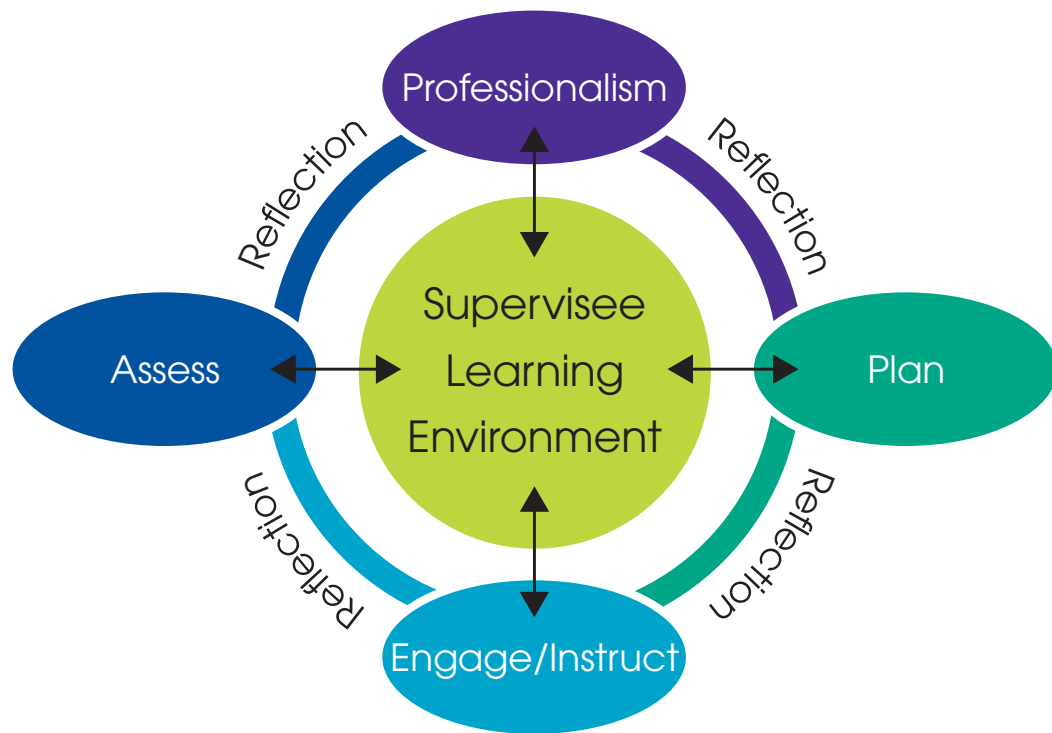 Professionalism
Reflection
Reflection
Supervisee
Learning
Environment
Assess
Plan
Reflection
Reflection
Engage/Instruct